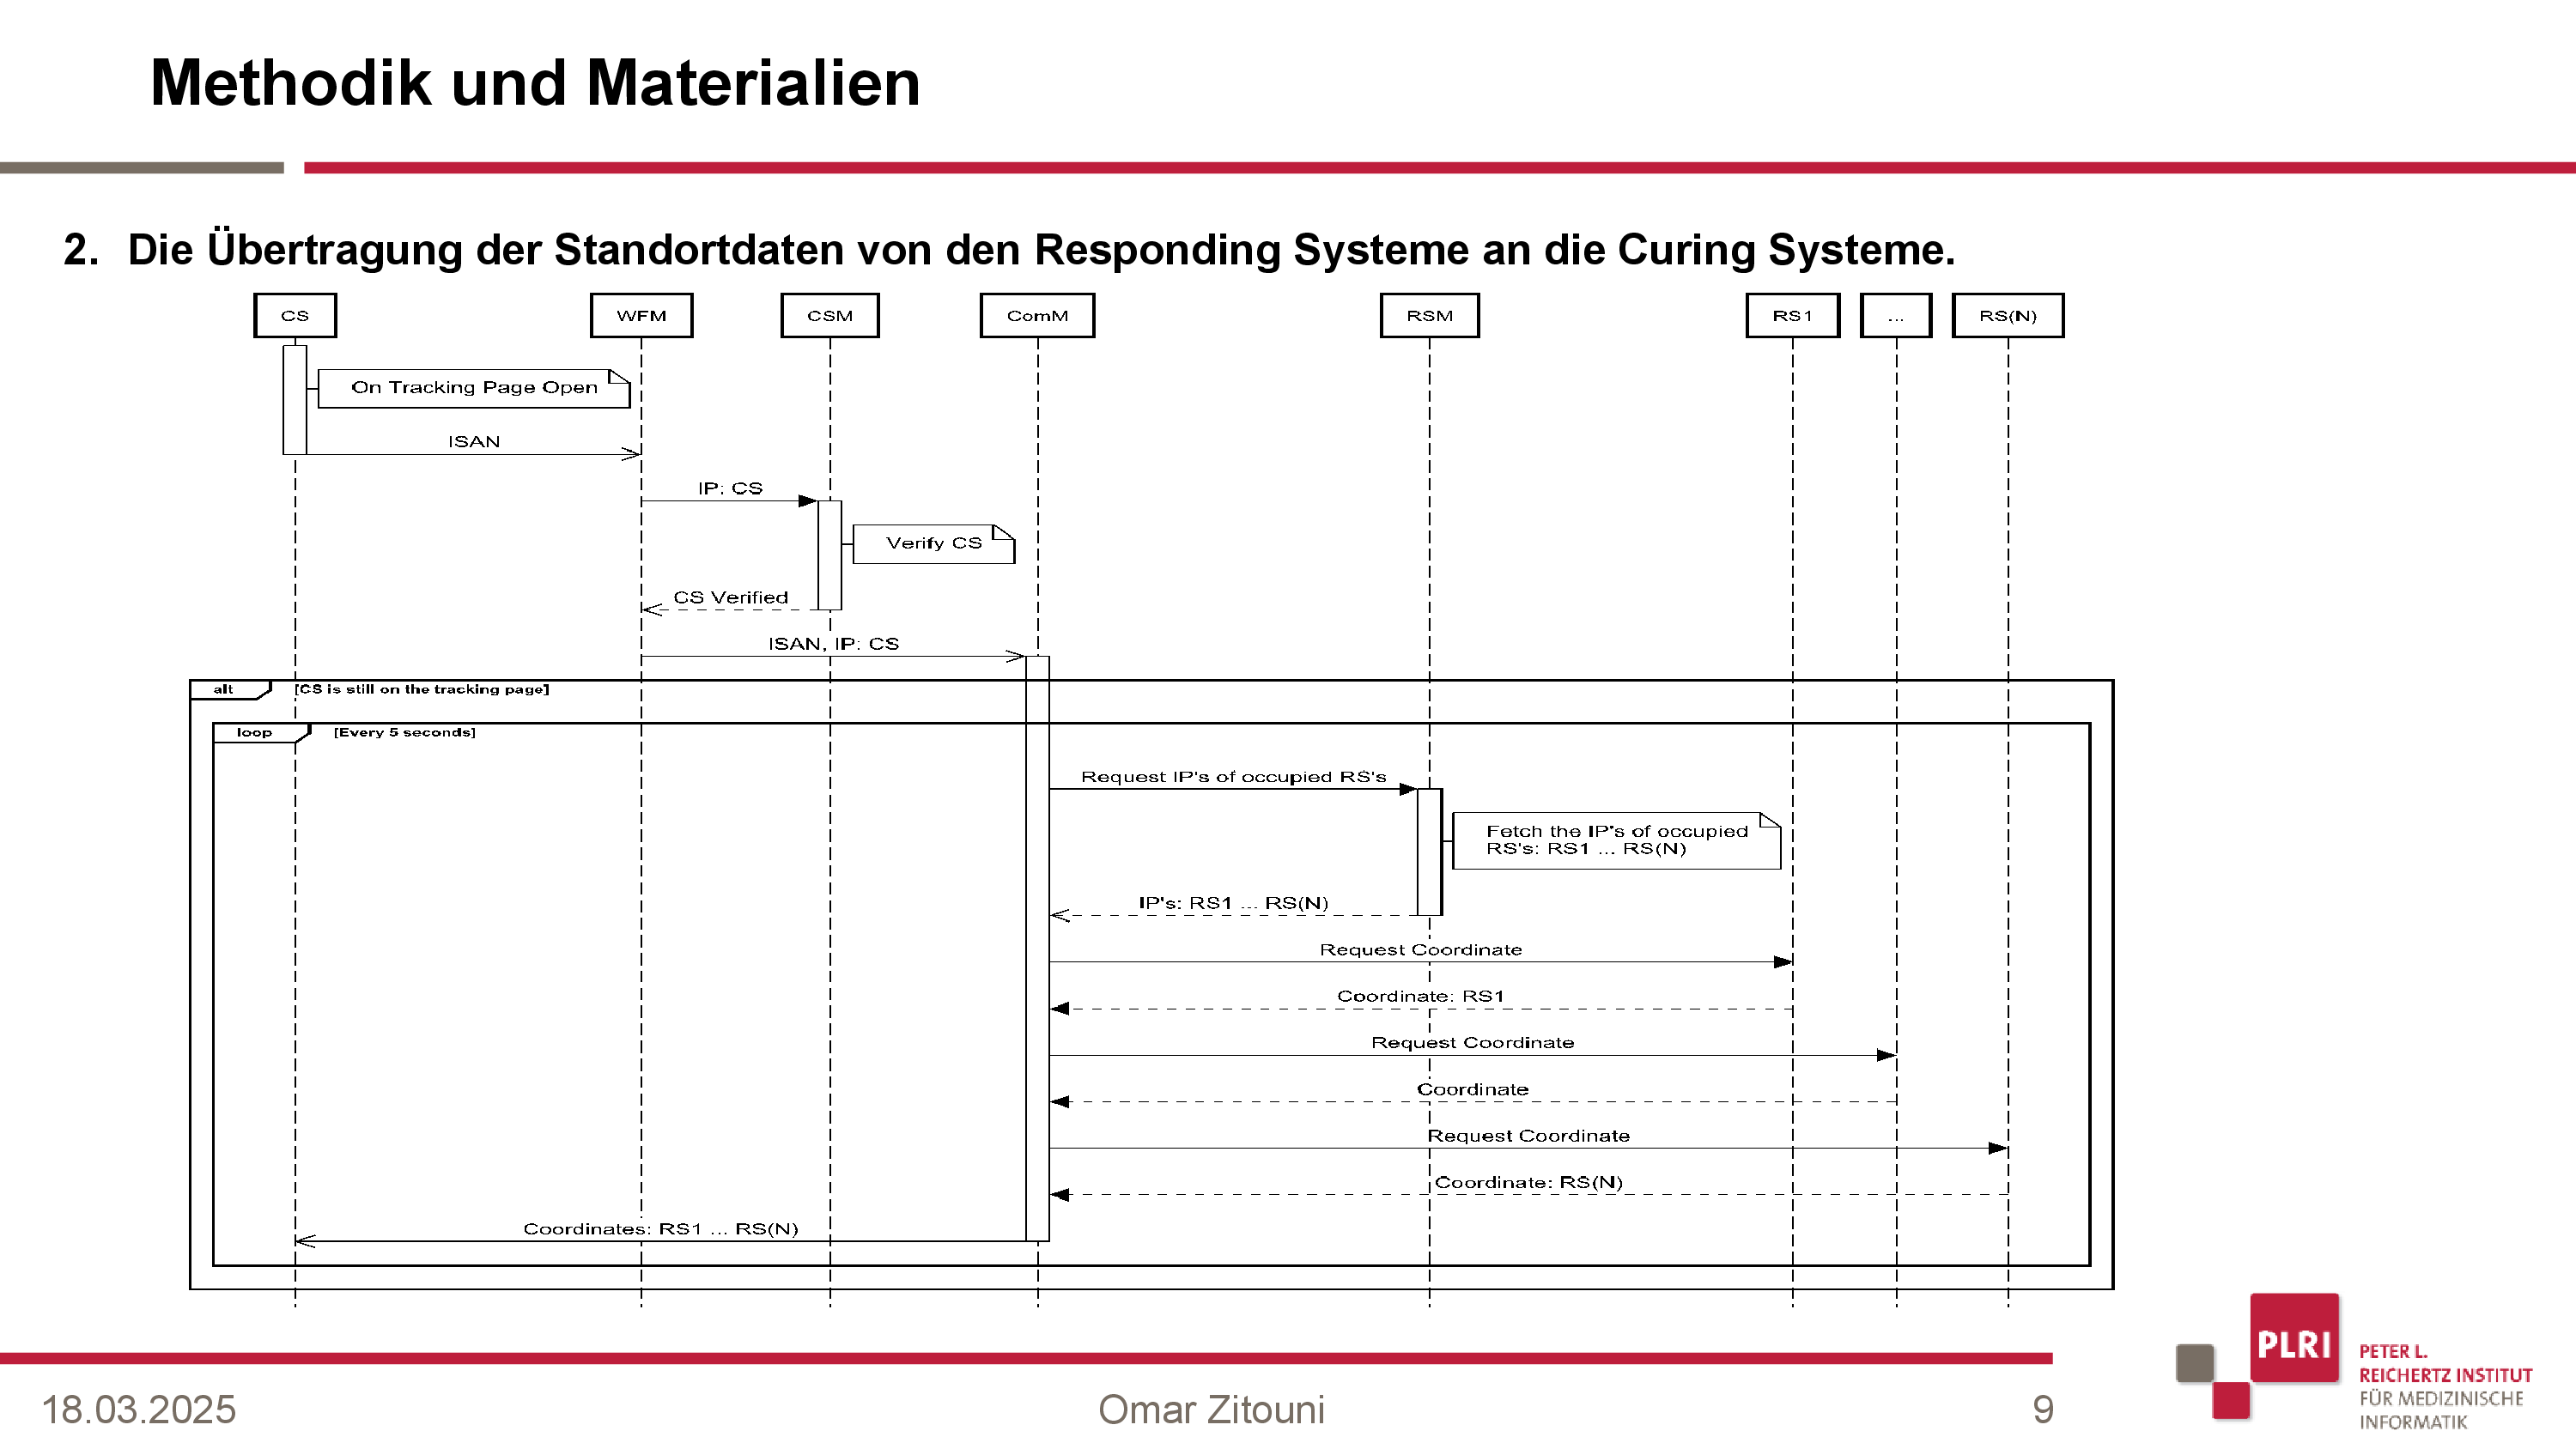 Methodik und Materialien
2. Die Übertragung der Standortdaten von den Responding Systeme an die Curing Systeme.
CS WFM CSM ComM RSM RS1 ... RS(N)
On Tracking Page Open
ISAN
IP: CS
Verify CS
CS Verified
ISAN, IP: CS
alt [CS is still on the tracking page]
loop [Every 5 seconds]
Request IP's of occupied RS's
Fetch the IP's of occupied
RS's: RS1 ... RS(N)
IP's: RS1 ... RS(N)
Request Coordinate
Coordinate: RS1
Request Coordinate
Coordinate
Request Coordinate
Coordinate: RS(N)
Coordinates: RS1 ... RS(N)
18.03.2025 Omar Zitouni 9
PLRI
PETER L.
REICHERTZ INSTITUT
FÜR MEDIZINISCHE
INFORMATIK